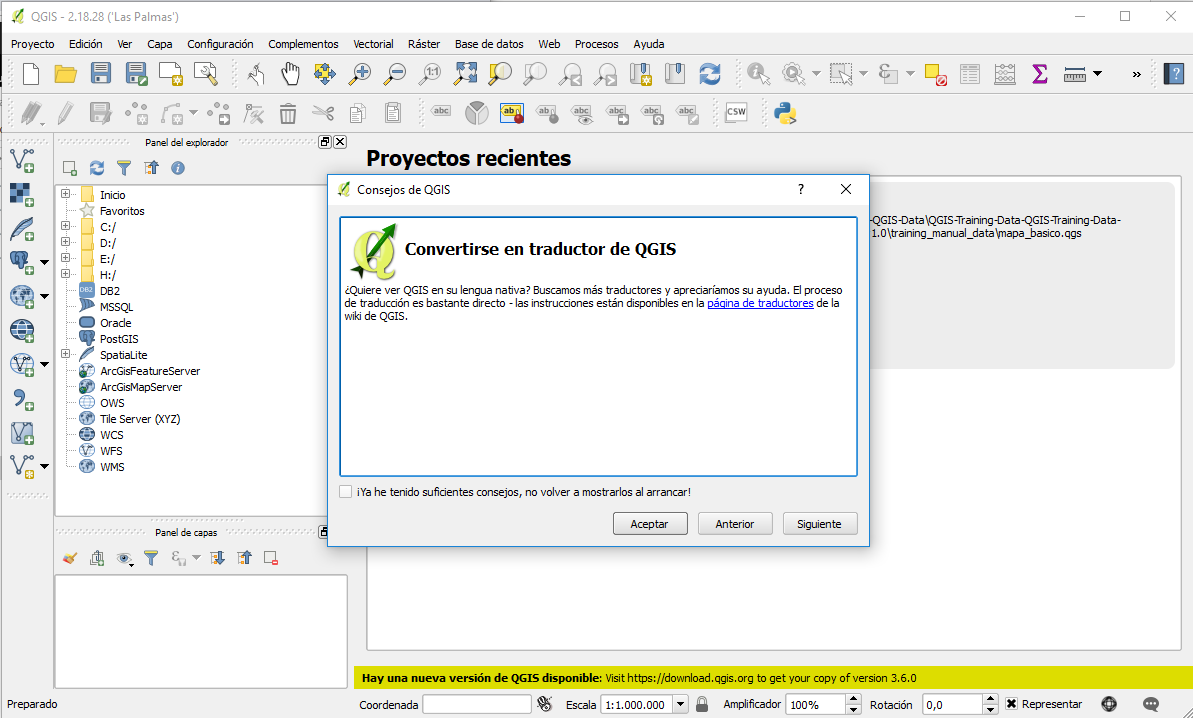 QGIS - 2.18.28 ('Las Palmas')
Proyecto Edición Ver Capa Configuración Complementos Vectorial Ráster Base de datos Web Procesos Ayuda
1:1
»
?
abc abc ab abc abc abc abc CSW
Panel del explorador
Inicio
Favoritos
C:/
D:/
E:/
H:/
DB2 DB2
MSSQL
Oracle
PostGIS
SpatiaLite
ArcGisFeatureServer
ArcGisMapServer
OWS
Tile Server (XYZ)
WCS
WFS
WMS
Panel de capas
Proyectos recientes
-QGIS-Data\QGIS-Training-Data-QGIS-Training-Data-
1.0\training_manual_data\mapa_basico.qgs
Consejos de QGIS ?
Convertirse en traductor de QGIS
¿Quiere ver QGIS en su lengua nativa? Buscamos más traductores y apreciaríamos su ayuda. El proceso
de traducción es bastante directo - las instrucciones están disponibles en la página de traductores de la
wiki de QGIS.
¡Ya he tenido suficientes consejos, no volver a mostrarlos al arrancar!
Aceptar Anterior Siguiente
Hay una nueva versión de QGIS disponible: Visit https://download.qgis.org to get your copy of version 3.6.0
Preparado Coordenada Escala 1:1.000.000 Amplificador 100% Rotación 0,0 Representar